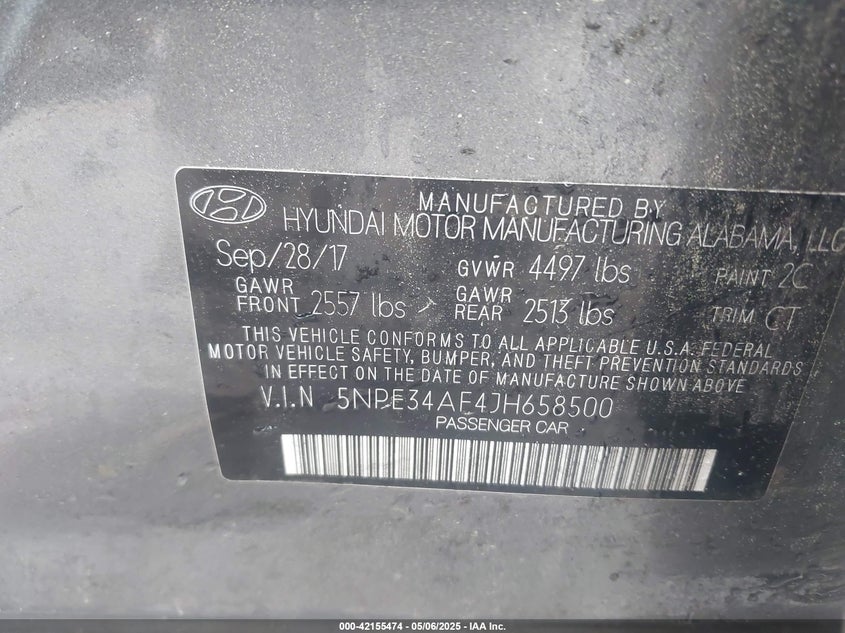 MANUFACTURED BY
HYUNDAI MOTOR MANUFACTURING ALABAMA, LLC
Sep/28/17 GVWR 4497 lbs PAINT 2C
GAWR FRONT 2557 lbs GAWR REAR 2513 lbs TRIM CT
THIS VEHICLE CONFORMS TO ALL APPLICABLE U.S.A. FEDERAL
MOTOR VEHICLE SAFETY, BUMPER, AND THEFT PREVENTION STANDARDS
IN EFFECT ON THE DATE OF MANUFACTURE SHOWN ABOVE.
V.I.N 5NPE34AF4JH658500
PASSENGER CAR
000-42155474 - 05/06/2025 - IAA Inc.